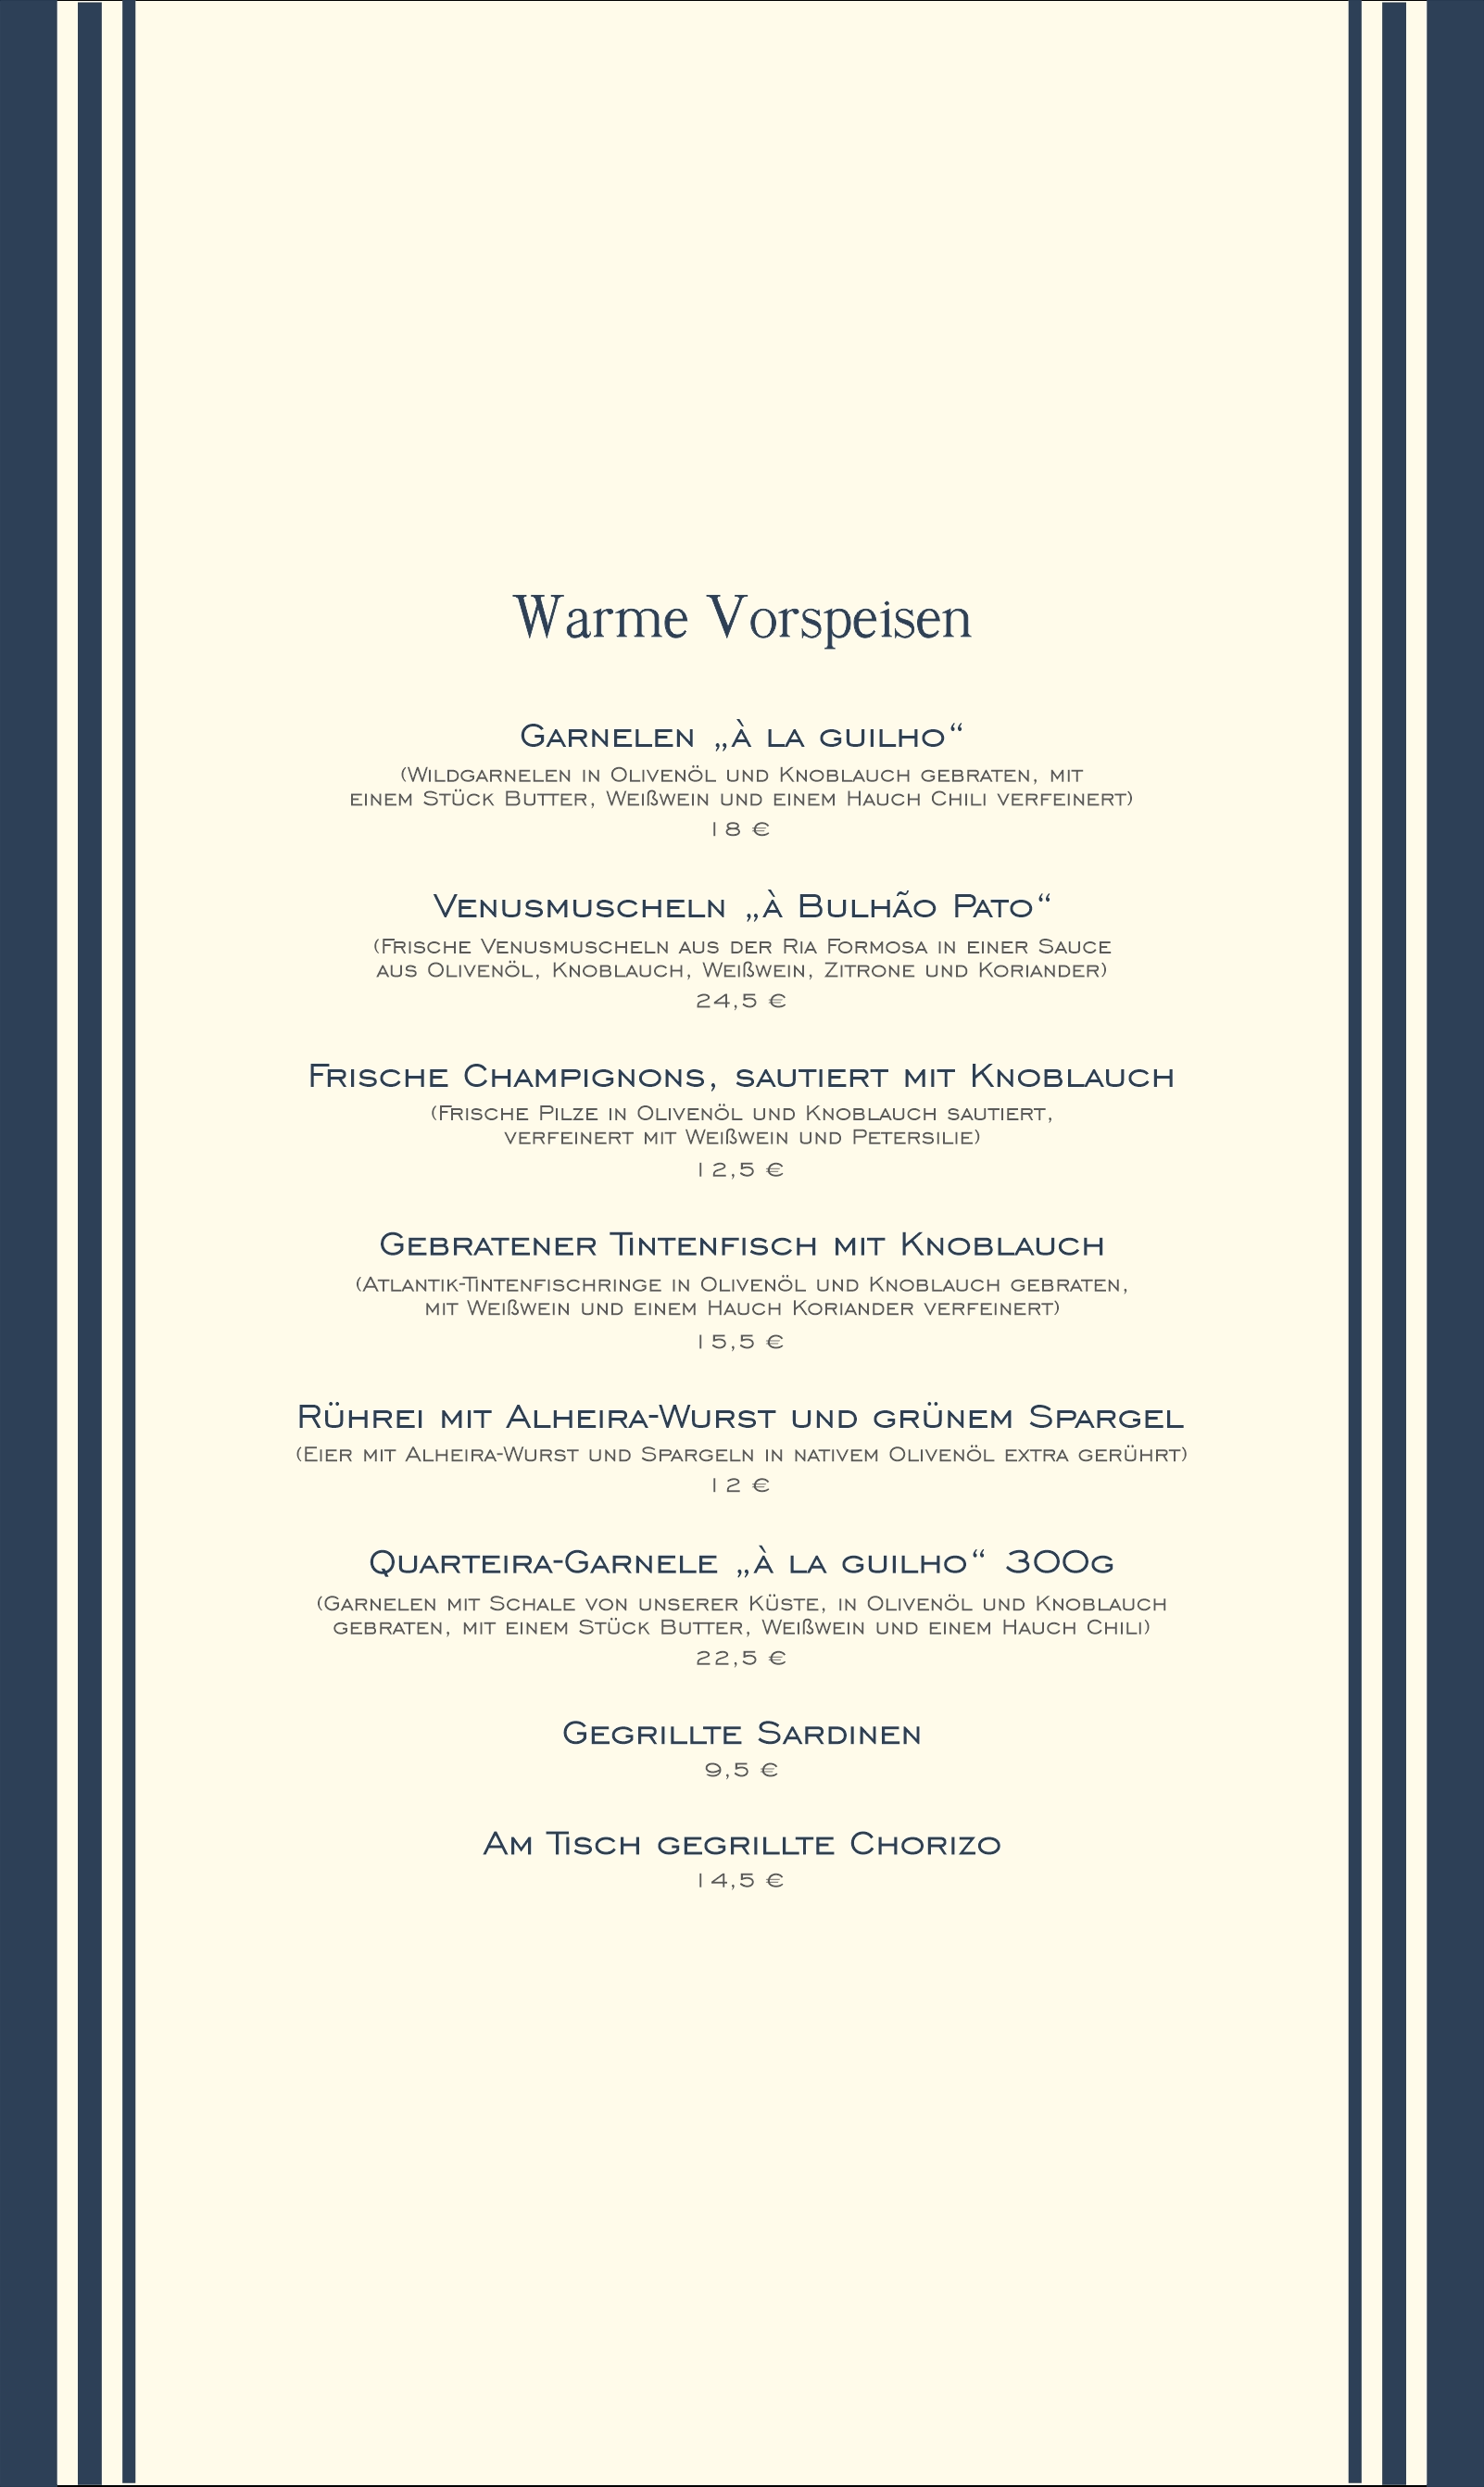 Warme Vorspeisen
Garnelen „à la guilho“
(Wildgarnelen in Olivenöl und Knoblauch gebraten, mit
einem Stück Butter, Weißwein und einem Hauch Chili verfeinert)
18 €
Venusmuscheln „à Bulhão Pato“
(Frische Venusmuscheln aus der Ria Formosa in einer Sauce
aus Olivenöl, Knoblauch, Weißwein, Zitrone und Koriander)
24,5 €
Frische Champignons, sautiert mit Knoblauch
(Frische Pilze in Olivenöl und Knoblauch sautiert,
verfeinert mit Weißwein und Petersilie)
12,5 €
Gebratener Tintenfisch mit Knoblauch
(Atlantik-Tintenfischringe in Olivenöl und Knoblauch gebraten,
mit Weißwein und einem Hauch Koriander verfeinert)
15,5 €
Rührei mit Alheira-Wurst und grünem Spargel
(Eier mit Alheira-Wurst und Spargeln in nativem Olivenöl extra gerührt)
12 €
Quarteira-Garnele „à la guilho“ 300g
(Garnelen mit Schale von unserer Küste, in Olivenöl und Knoblauch
gebraten, mit einem Stück Butter, Weißwein und einem Hauch Chili)
22,5 €
Gegrillte Sardinen
9,5 €
Am Tisch gegrillte Chorizo
14,5 €